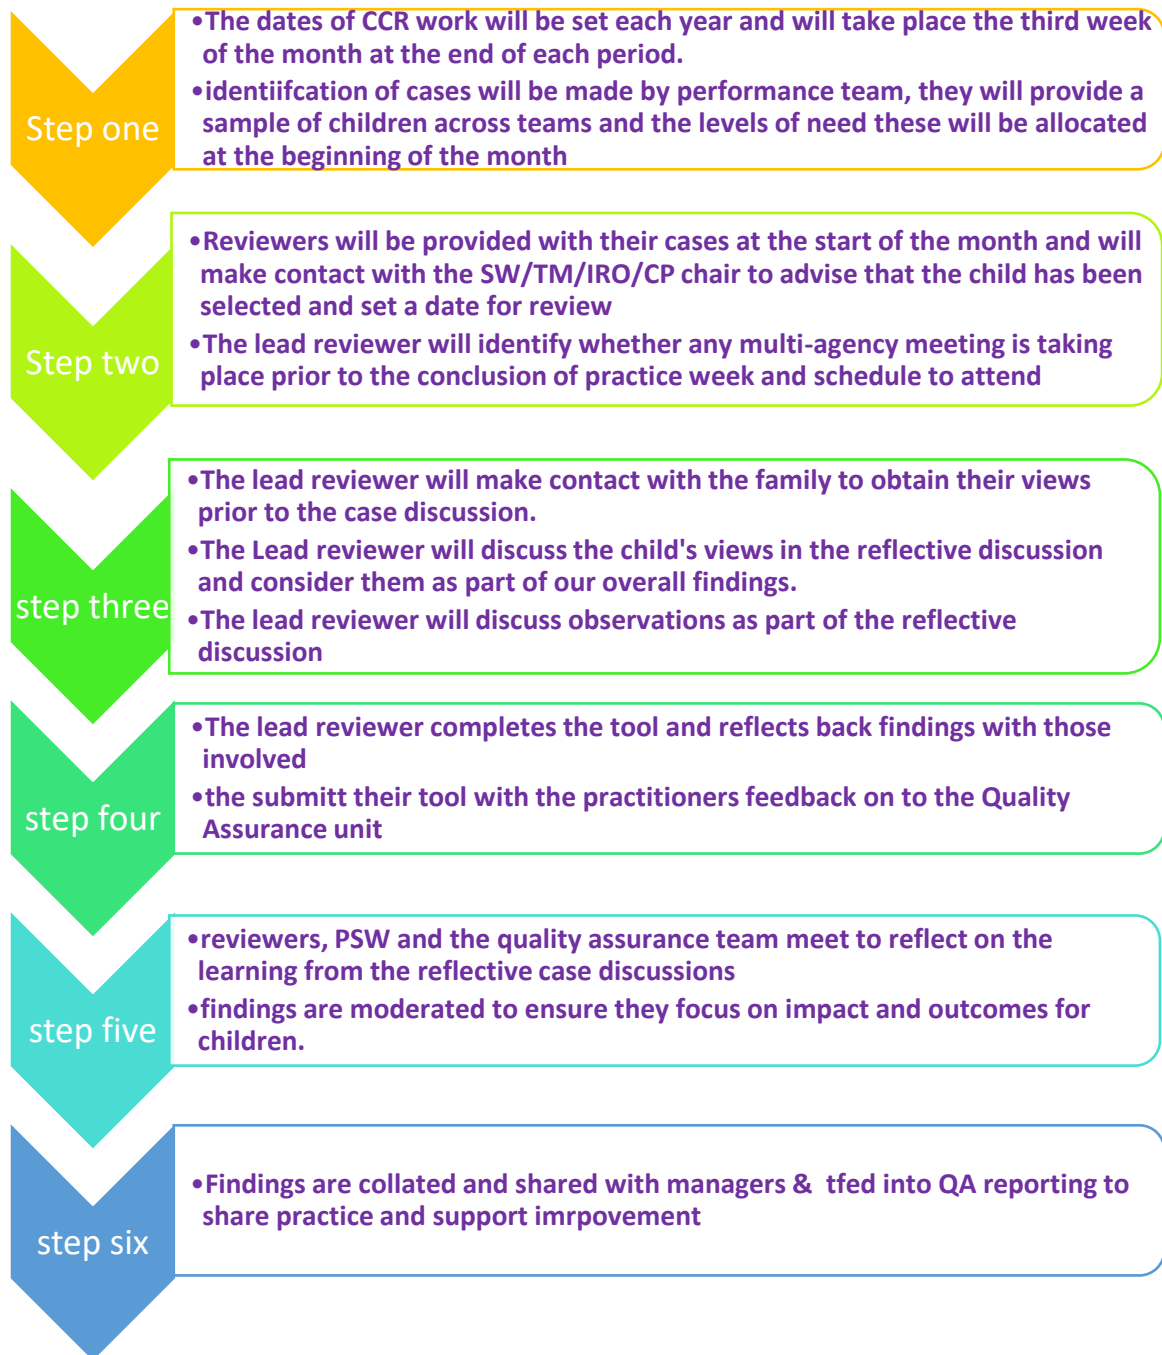 Step one
•The dates of CCR work will be set each year and will take place the third week
of the month at the end of each period.
•identiifcation of cases will be made by performance team, they will provide a
sample of children across teams and the levels of need these will be allocated
at the beginning of the month
Step two
•Reviewers will be provided with their cases at the start of the month and will
make contact with the SW/TM/IRO/CP chair to advise that the child has been
selected and set a date for review
•The lead reviewer will identify whether any multi-agency meeting is taking
place prior to the conclusion of practice week and schedule to attend
step three
•The lead reviewer will make contact with the family to obtain their views
prior to the case discussion.
•The Lead reviewer will discuss the child's views in the reflective discussion
and consider them as part of our overall findings.
•The lead reviewer will discuss observations as part of the reflective
discussion
step four
•The lead reviewer completes the tool and reflects back findings with those
involved
•the submitt their tool with the practitioners feedback on to the Quality
Assurance unit
step five
•reviewers, PSW and the quality assurance team meet to reflect on the
learning from the reflective case discussions
•findings are moderated to ensure they focus on impact and outcomes for
children.
step six
•Findings are collated and shared with managers & tfed into QA reporting to
share practice and support imrpovement